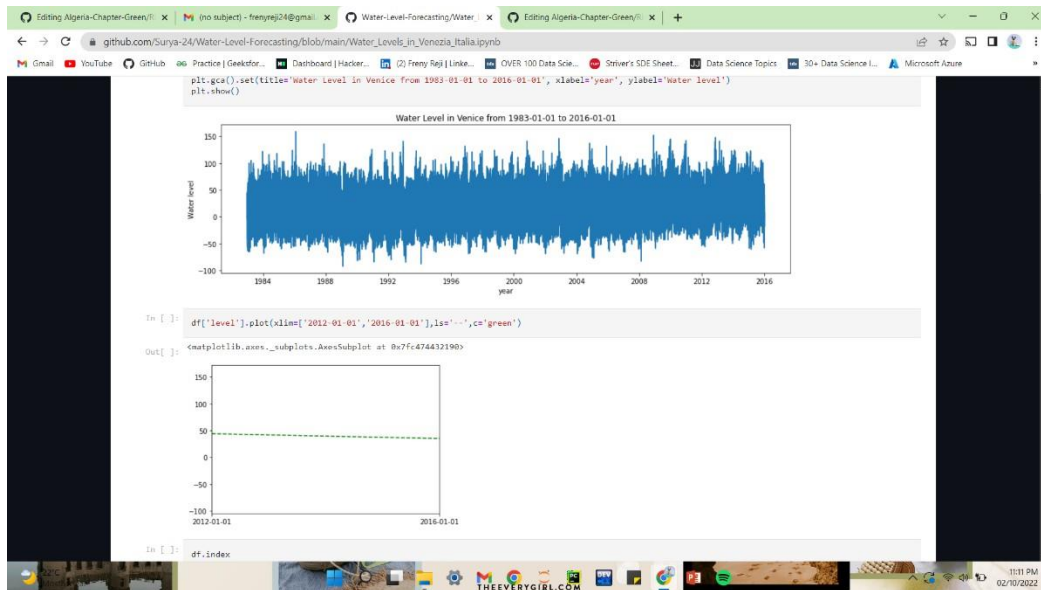 Editing Algeria-Chapter-Green/R
(no subject) - frenyreji24@gmail.
Water-Level-Forecasting/Water_L
Editing Algeria-Chapter-Green/R
github.com/Surya-24/Water-Level-Forecasting/blob/main/Water_Levels_in_Venezia_Italia.ipynb
Gmail YouTube GitHub Practice | Geeksfor... Dashboard | Hacker... (2) Freny Reji | Linke... OVER 100 Data Scie... Striver's SDE Sheet... Data Science Topics 30+ Data Science I... Microsoft Azure »
plt.gca().set(title='Water Level in Venice from 1983-01-01 to 2016-01-01', xlabel='year', ylabel='Water level')
plt.show()
Water Level in Venice from 1983-01-01 to 2016-01-01
150
100
50
0
−50
−100
Water level
1984 1988 1992 1996 2000 2004 2008 2012 2016
year
In [ ]: df['level'].plot(xlim=['2012-01-01','2016-01-01'],ls='--',c='green')
Out[ ]: <matplotlib.axes._subplots.AxesSubplot at 0x7fc474432190>
150
100
50
0
−50
−100
2012-01-01 2016-01-01
In [ ]: df.index
22°C
THEEVERYGIRL.COM
11:11 PM
02/10/2022